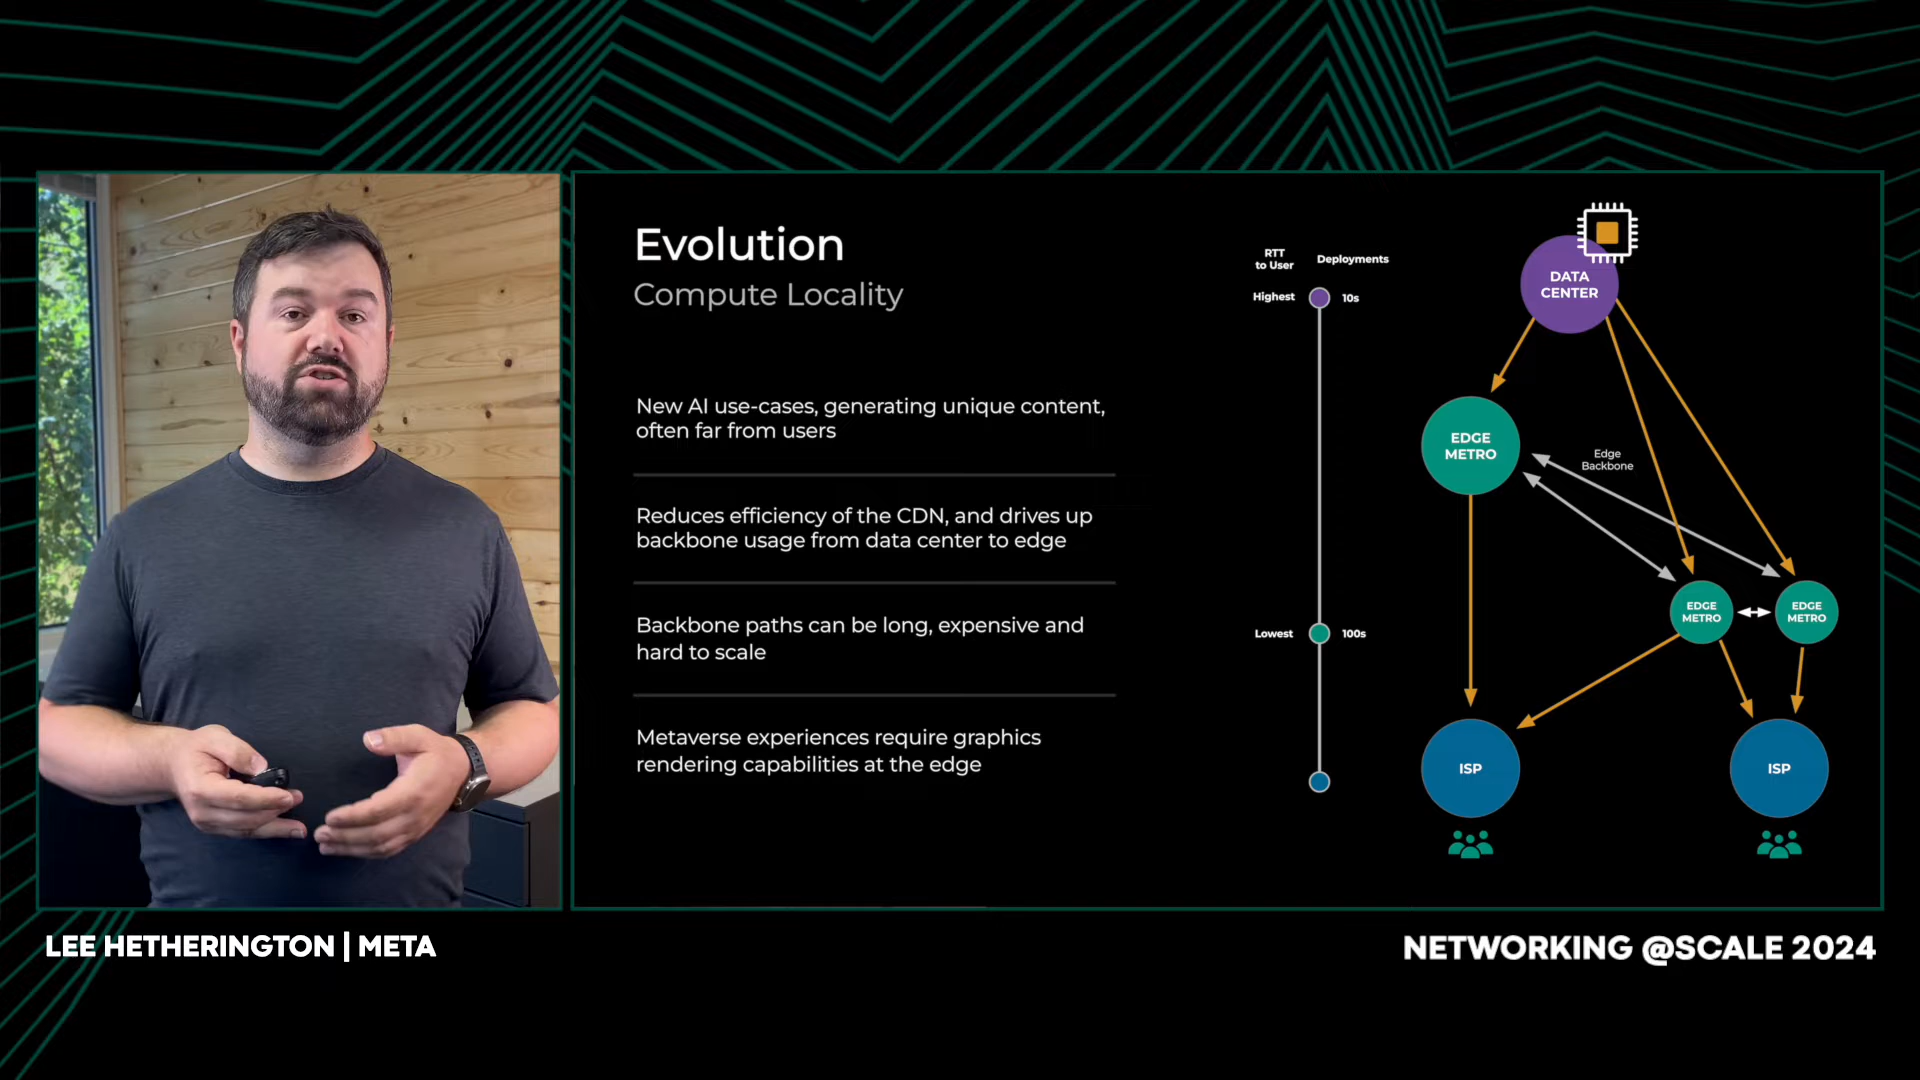 Evolution
Compute Locality
New AI use-cases, generating unique content,
often far from users
Reduces efficiency of the CDN, and drives up
backbone usage from data center to edge
Backbone paths can be long, expensive and
hard to scale
Metaverse experiences require graphics
rendering capabilities at the edge
RTT
to User
Deployments
Highest
10s
Lowest
100s
DATA
CENTER
EDGE
METRO
Edge
Backbone
EDGE
METRO
EDGE
METRO
ISP
ISP
LEE HETHERINGTON | META
NETWORKING @SCALE 2024